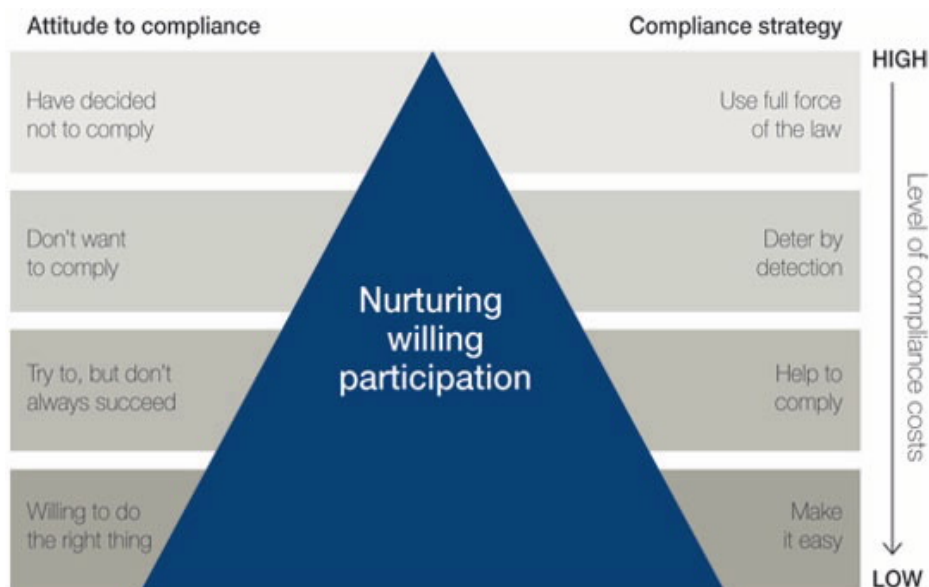 Attitude to compliance
Compliance strategy
HIGH
Have decided
not to comply
Use full force
of the law
Don't want
to comply
Deter by
detection
Nurturing
willing
participation
Try to, but don't
always succeed
Help to
comply
Willing to do
the right thing
Make
it easy
Level of compliance costs
LOW